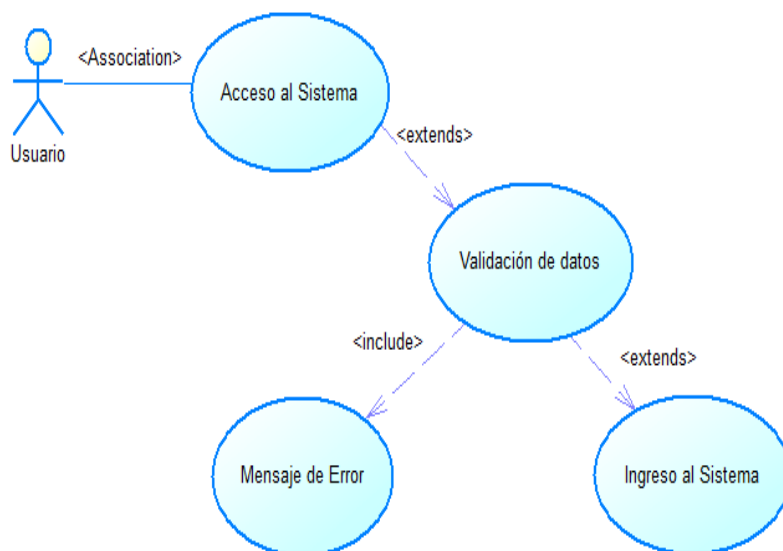 <Association>
Acceso al Sistema
Usuario
<extends>
Validación de datos
<include>
<extends>
Mensaje de Error
Ingreso al Sistema